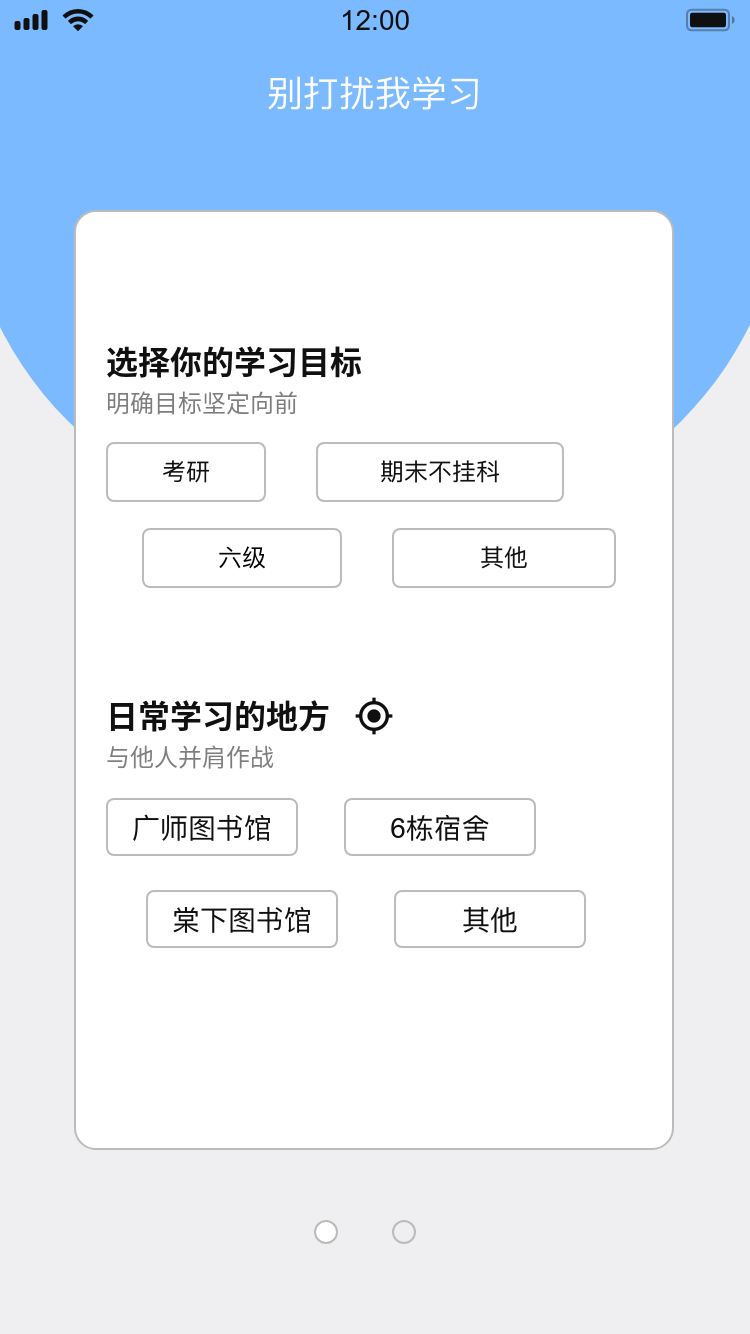 12:00
别打扰我学习
选择你的学习目标
明确目标坚定向前
考研
期末不挂科
六级
其他
日常学习的地方
与他人并肩作战
广师图书馆
6栋宿舍
棠下图书馆
其他